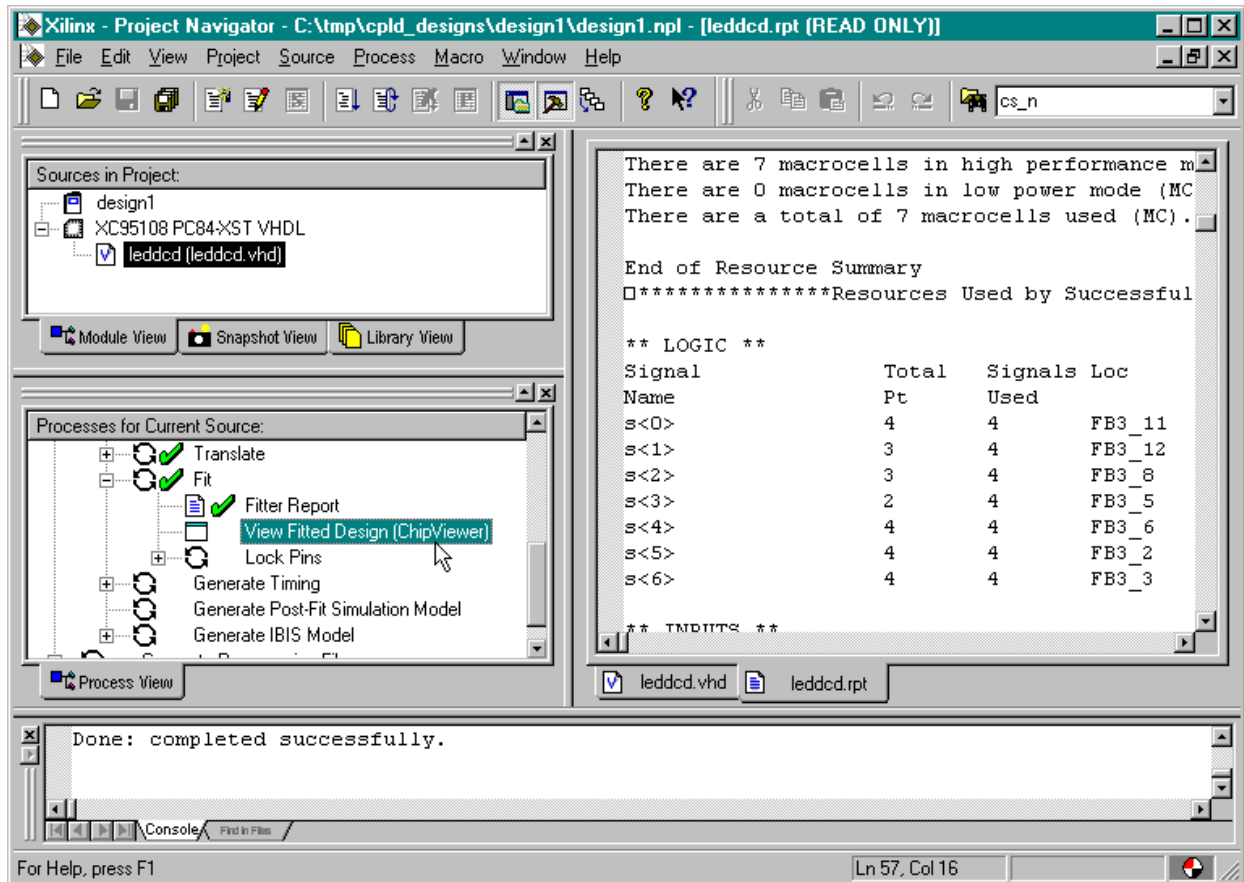 Xilinx - Project Navigator - C:\tmp\cpld_designs\design1\design1.npl - [leddcd.rpt (READ ONLY)]
File Edit View Project Source Process Macro Window Help
cs_n
Sources in Project:
design1
XC95108 PC84-XST VHDL
leddcd (leddcd.vhd)
Module View Snapshot View Library View
Processes for Current Source:
Translate
Fit
Fitter Report
View Fitted Design (ChipViewer)
Lock Pins
Generate Timing
Generate Post-Fit Simulation Model
Generate IBIS Model
Process View
There are 7 macrocells in high performance m
There are 0 macrocells in low power mode (MC
There are a total of 7 macrocells used (MC).
End of Resource Summary
□***************Resources Used by Successful
** LOGIC **
Signal Total Signals Loc
Name Pt Used
s<0> 4 4 FB3_11
s<1> 3 4 FB3_12
s<2> 3 4 FB3_8
s<3> 2 4 FB3_5
s<4> 4 4 FB3_6
s<5> 4 4 FB3_2
s<6> 4 4 FB3_3
** INPUTS **
leddcd.vhd leddcd.rpt
Done: completed successfully.
Console Find in Files
For Help, press F1 Ln 57, Col 16